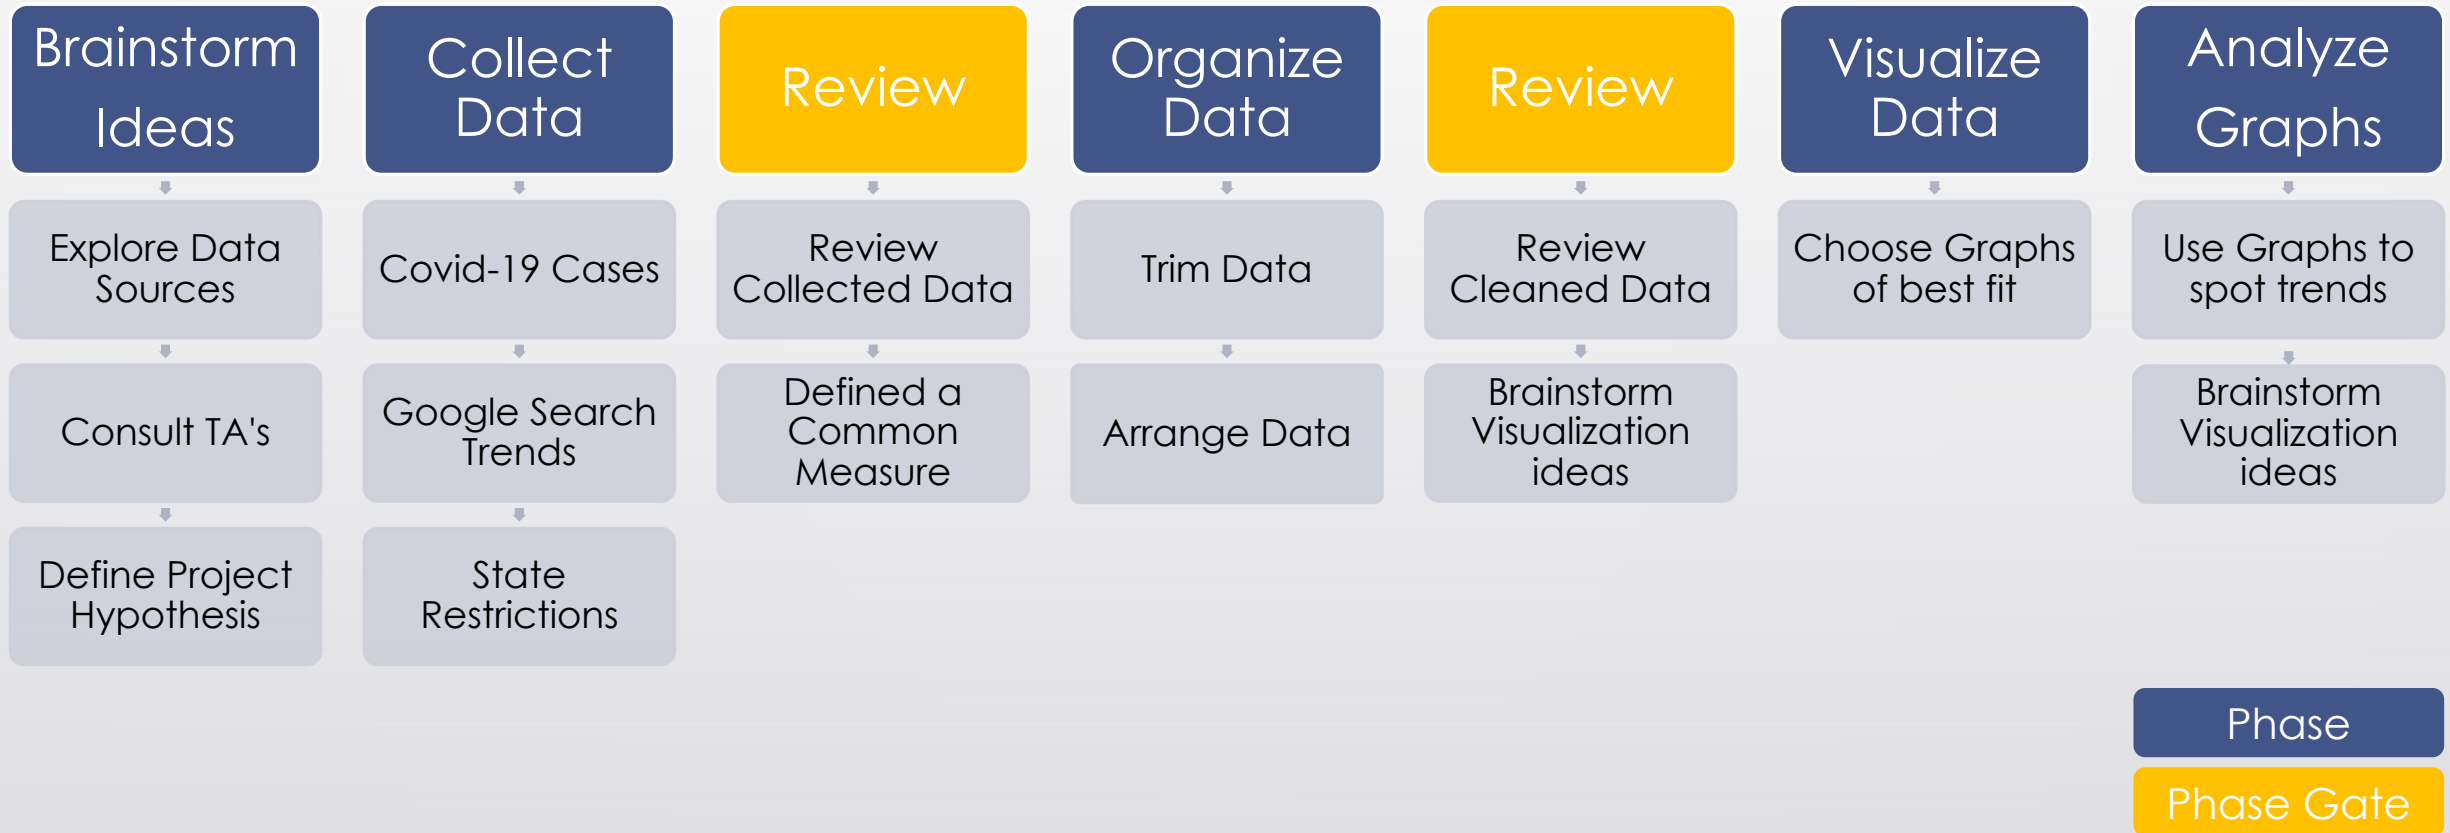 Brainstorm
Ideas
Explore Data
Sources
Consult TA's
Define Project
Hypothesis
Collect
Data
Covid-19 Cases
Google Search
Trends
State
Restrictions
Review
Review
Collected Data
Defined a
Common
Measure
Organize
Data
Trim Data
Arrange Data
Review
Review
Cleaned Data
Brainstorm
Visualization
ideas
Visualize
Data
Choose Graphs
of best fit
Analyze
Graphs
Use Graphs to
spot trends
Brainstorm
Visualization
ideas
Phase
Phase Gate